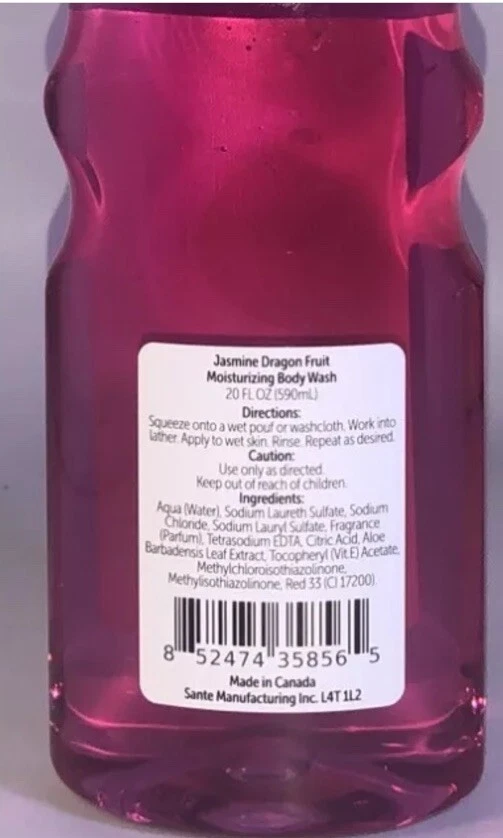 Jasmine Dragon Fruit
Moisturizing Body Wash
20 FL OZ (590mL)
Directions:
Squeeze onto a wet pouf or washcloth. Work into
lather. Apply to wet skin. Rinse. Repeat as desired.
Caution:
Use only as directed.
Keep out of reach of children.
Ingredients:
Aqua (Water), Sodium Laureth Sulfate, Sodium
Chloride, Sodium Lauryl Sulfate, Fragrance
(Parfum), Tetrasodium EDTA, Citric Acid, Aloe
Barbadensis Leaf Extract, Tocopheryl (Vit E) Acetate,
Methylchloroisothiazolinone,
Methylisothiazolinone, Red 33 (CI 17200).
8 52474 35856 5
Made in Canada
Sante Manufacturing Inc. L4T 1L2